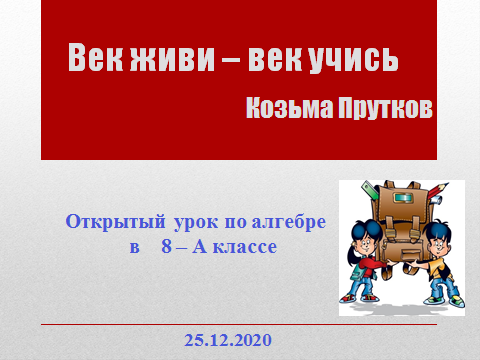 Век живи – век учись
Козьма Прутков
Открытый урок по алгебре
в 8 – А классе
25.12.2020